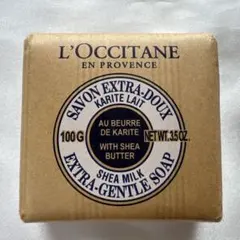 L'OCCITANE
EN PROVENCE
SAVON EXTRA-DOUX
KARITE LAIT
AU BEURRE
DE KARITE
100 G
NET WT. 3.5 OZ.
WITH SHEA
BUTTER
SHEA MILK
EXTRA-GENTLE SOAP